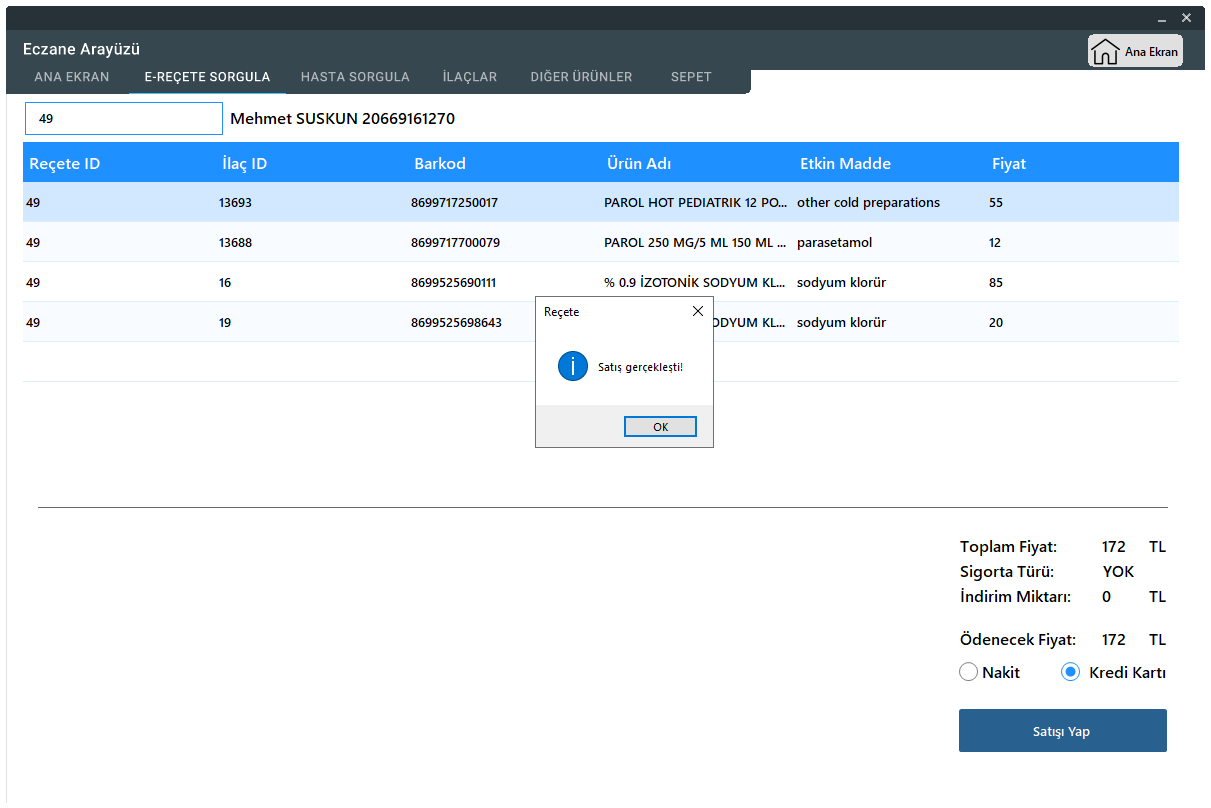 Eczane Arayüzü
Ana Ekran
ANA EKRAN E-REÇETE SORGULA HASTA SORGULA İLAÇLAR DIĞER ÜRÜNLER SEPET
49 Mehmet SUSKUN 20669161270
Reçete ID İlaç ID Barkod Ürün Adı Etkin Madde Fiyat
49 13693 8699717250017 PAROL HOT PEDIATRIK 12 PO... other cold preparations 55
49 13688 8699717700079 PAROL 250 MG/5 ML 150 ML ... parasetamol 12
49 16 8699525690111 % 0.9 İZOTONİK SODYUM KL... sodyum klorür 85
49 19 8699525698643 ODYUM KL... sodyum klorür 20
Reçete
Satış gerçekleşti!
OK
Toplam Fiyat: 172 TL
Sigorta Türü: YOK
İndirim Miktarı: 0 TL
Ödenecek Fiyat: 172 TL
Nakit Kredi Kartı
Satışı Yap